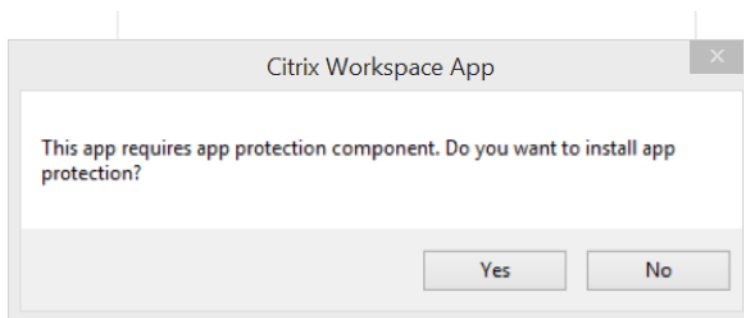 Citrix Workspace App
This app requires app protection component. Do you want to install app
protection?
Yes
No